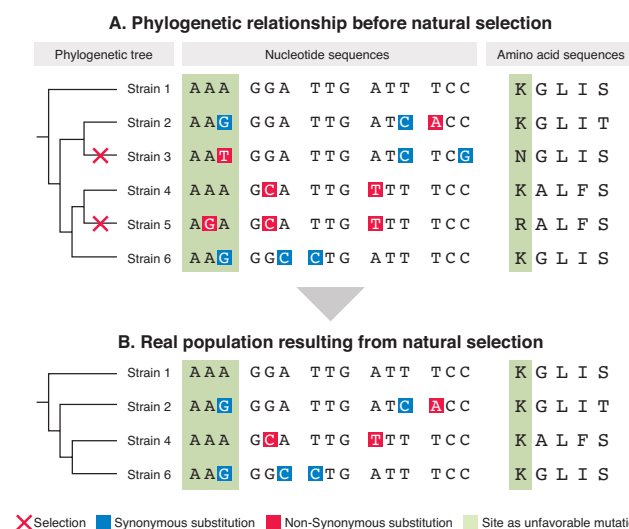 A. Phylogenetic relationship before natural selection
Phylogenetic tree Nucleotide sequences Amino acid sequences
Strain 1 AAA GGA TTG ATT TCC K G L I S
Strain 2 AAG GGA TTG ATC ACC K G L I T
Strain 3 AAT GGA TTG ATC TCG N G L I S
Strain 4 AAA GCA TTG TTT TCC K A L F S
Strain 5 AGA GCA TTG TTT TCC R A L F S
Strain 6 AAG GGC CTG ATT TCC K G L I S
B. Real population resulting from natural selection
Strain 1 AAA GGA TTG ATT TCC K G L I S
Strain 2 AAG GGA TTG ATC ACC K G L I T
Strain 4 AAA GCA TTG TTT TCC K A L F S
Strain 6 AAG GGC CTG ATT TCC K G L I S
Selection Synonymous substitution Non-Synonymous substitution Site as unfavorable mutati